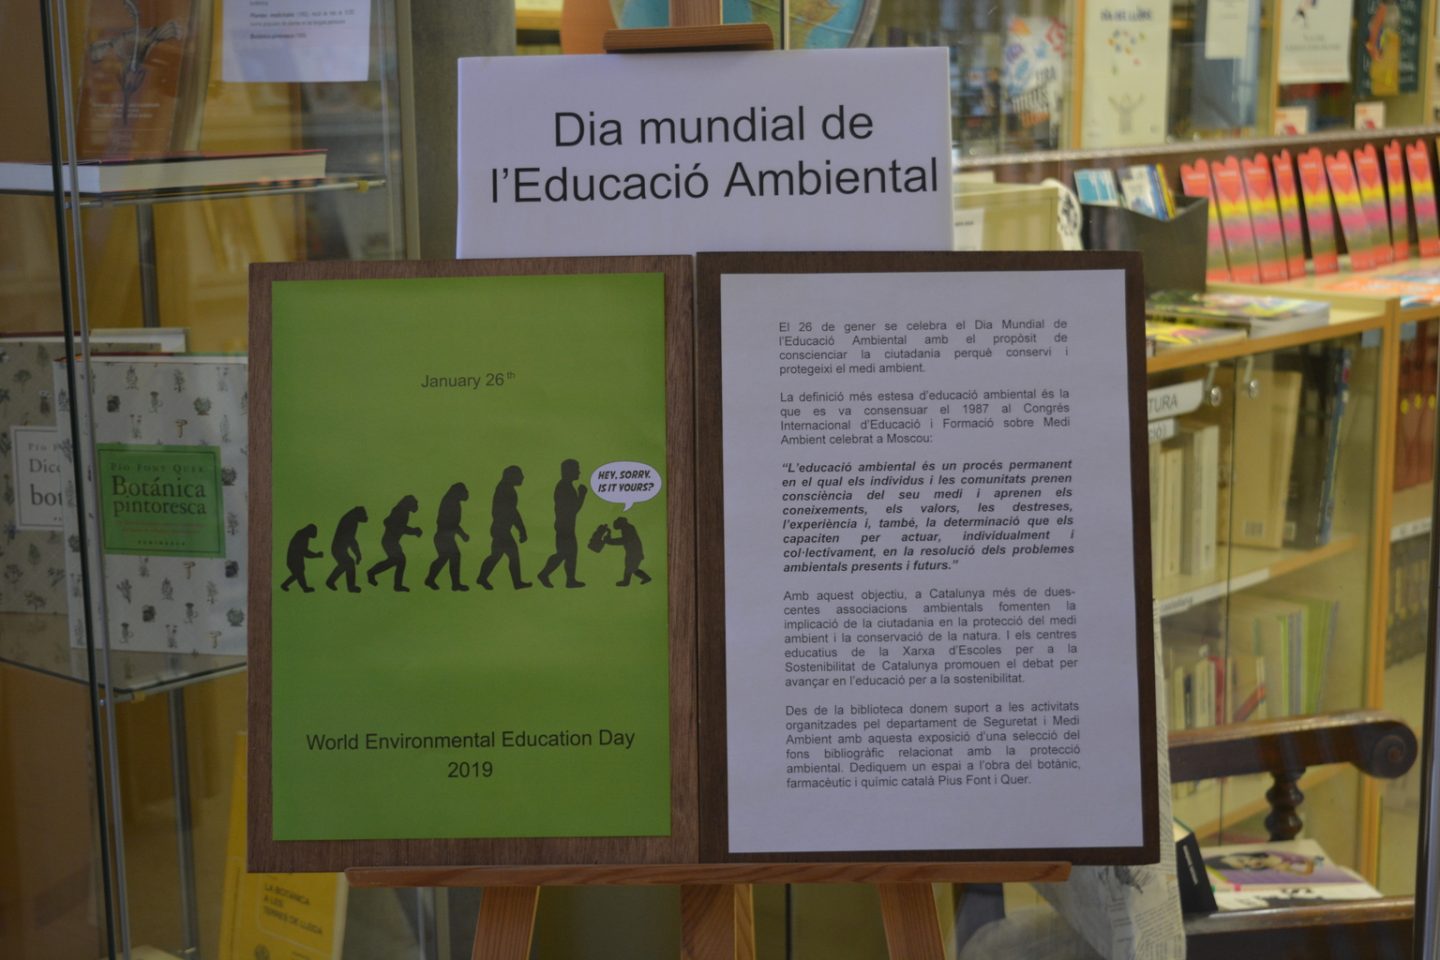 Dia mundial de
l'Educació Ambiental
January 26th
HEY, SORRY.
IS IT YOURS?
World Environmental Education Day
2019
El 26 de gener se celebra el Dia Mundial de
l'Educació Ambiental amb el propòsit de
conscienciar la ciutadania perquè conservi i
protegeixi el medi ambient.
La definició més estesa d'educació ambiental és la
que es va consensuar el 1987 al Congrés
Internacional d'Educació i Formació sobre Medi
Ambient celebrat a Moscou:
"L'educació ambiental és un procés permanent
en el qual els individus i les comunitats prenen
consciència del seu medi i aprenen els
coneixements, els valors, les destreses,
l'experiència i, també, la determinació que els
capaciten per actuar, individualment i
col·lectivament, en la resolució dels problemes
ambientals presents i futurs."
Amb aquest objectiu, a Catalunya més de dues-
centes associacions ambientals fomenten la
implicació de la ciutadania en la protecció del medi
ambient i la conservació de la natura. I els centres
educatius de la Xarxa d'Escoles per a la
Sostenibilitat de Catalunya promouen el debat per
avançar en l'educació per a la sostenibilitat.
Des de la biblioteca donem suport a les activitats
organitzades pel departament de Seguretat i Medi
Ambient amb aquesta exposició d'una selecció del
fons bibliogràfic relacionat amb la protecció
ambiental. Dediquem un espai a l'obra del botànic,
farmacèutic i químic català Pius Font i Quer.
PIO FONT QUER
Botánica
pintoresca
LA BOTÀNICA
A LES
TERRES DE LLEIDA